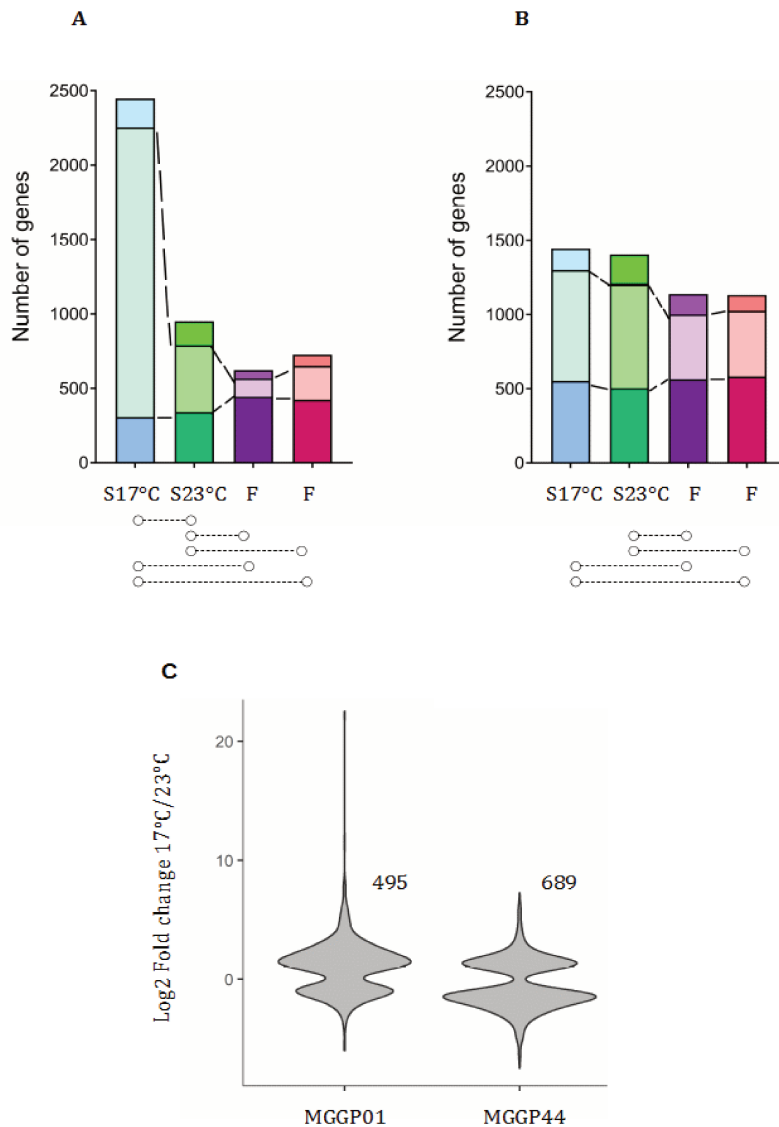 A
B
Number of genes
2500
2000
1500
1000
500
0
S17°C S23°C F F
Number of genes
2500
2000
1500
1000
500
0
S17°C S23°C F F
C
Log2 Fold change 17°C/23°C
20
10
0
495
689
MGGP01 MGGP44